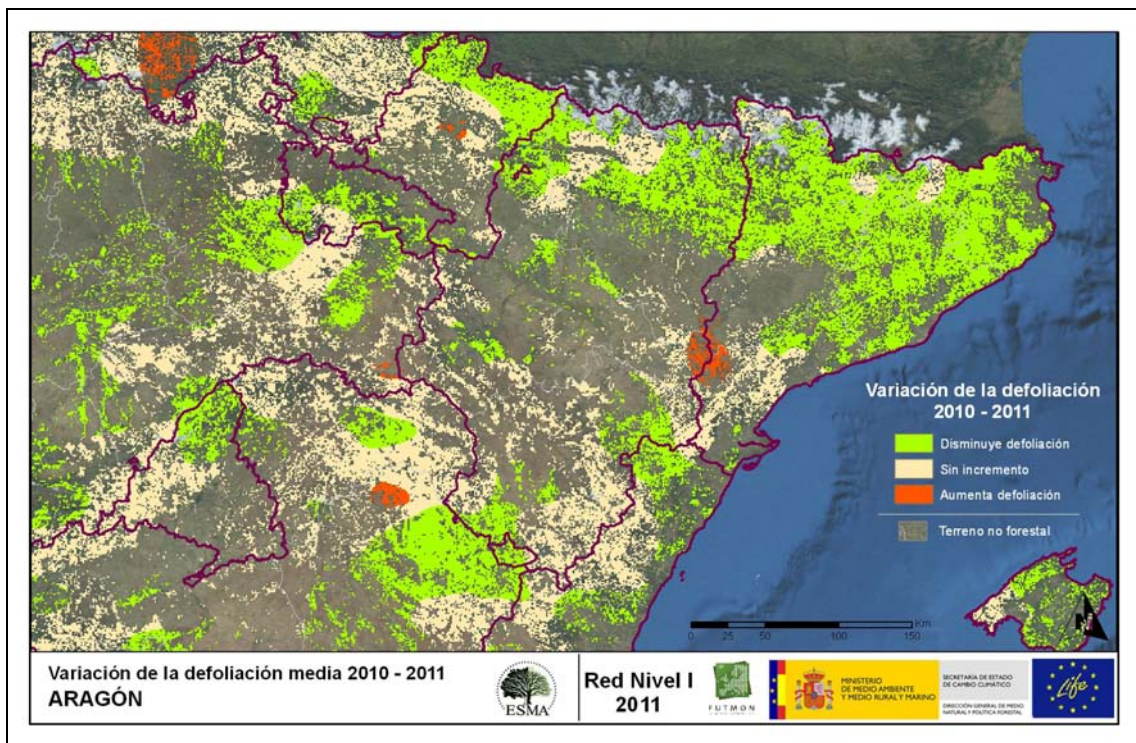 Variación de la defoliación
2010 - 2011
Disminuye defoliación
Sin incremento
Aumenta defoliación
Terreno no forestal
N
Km
0 25 50 100 150
Variación de la defoliación media 2010 - 2011
ARAGÓN
ESMA
Red Nivel I
2011
FUTMON
MINISTERIO
DE MEDIO AMBIENTE
Y MEDIO RURAL Y MARINO
SECRETARÍA DE ESTADO
DE CAMBIO CLIMÁTICO
DIRECCIÓN GENERAL DE MEDIO
NATURAL Y POLÍTICA FORESTAL
Life